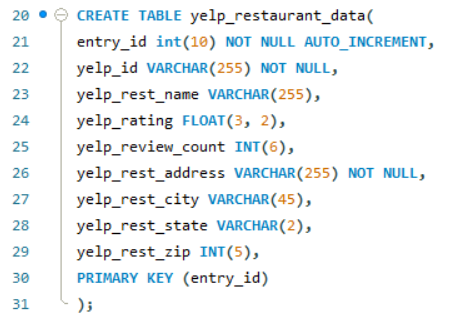 20 CREATE TABLE yelp_restaurant_data(
21 entry_id int(10) NOT NULL AUTO_INCREMENT,
22 yelp_id VARCHAR(255) NOT NULL,
23 yelp_rest_name VARCHAR(255),
24 yelp_rating FLOAT(3, 2),
25 yelp_review_count INT(6),
26 yelp_rest_address VARCHAR(255) NOT NULL,
27 yelp_rest_city VARCHAR(45),
28 yelp_rest_state VARCHAR(2),
29 yelp_rest_zip INT(5),
30 PRIMARY KEY (entry_id)
31 );